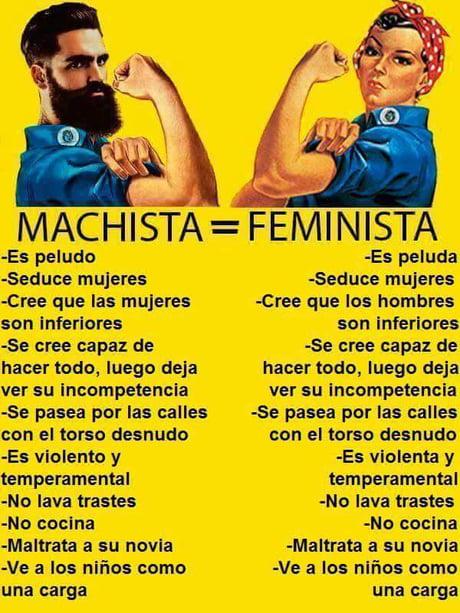 MACHISTA = FEMINISTA
-Es peludo
-Seduce mujeres
-Cree que las mujeres
son inferiores
-Se cree capaz de
hacer todo, luego deja
ver su incompetencia
-Se pasea por las calles
con el torso desnudo
-Es violento y
temperamental
-No lava trastes
-No cocina
-Maltrata a su novia
-Ve a los niños como
una carga
-Es peluda
-Seduce mujeres
-Cree que los hombres
son inferiores
-Se cree capaz de
hacer todo, luego deja
ver su incompetencia
-Se pasea por las calles
con el torso desnudo
-Es violenta y
temperamental
-No lava trastes
-No cocina
-Maltrata a su novia
-Ve a los niños como
una carga